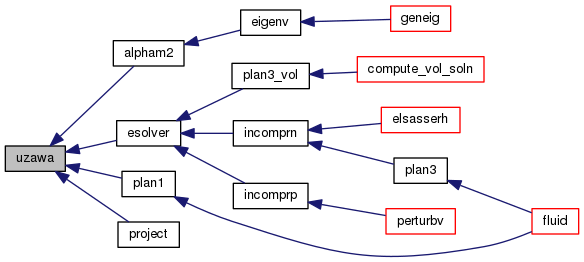 uzawa
alpham2
eigenv
geneig
esolver
plan3_vol
compute_vol_soln
incomprn
elsasserh
plan3
fluid
incomprp
perturbv
plan1
project